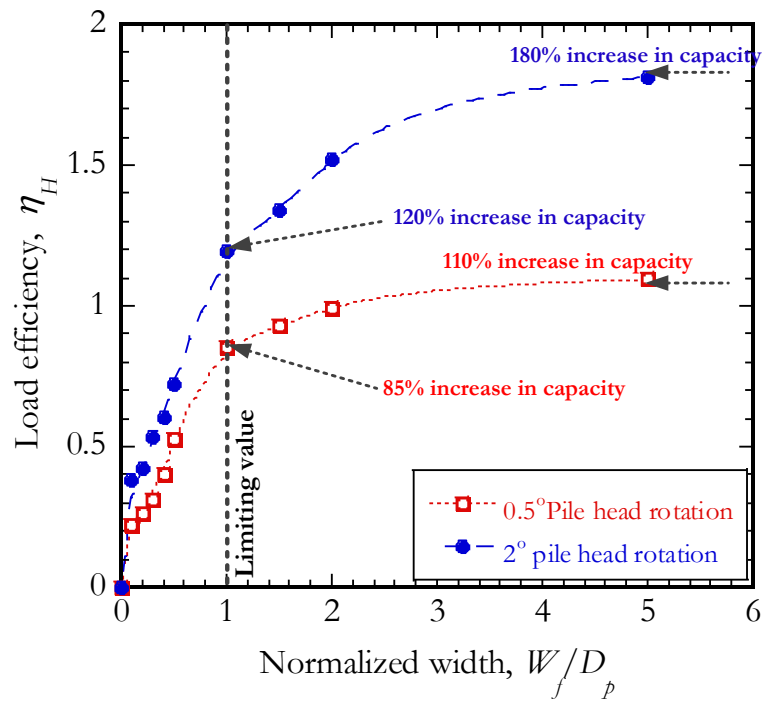 2
180% increase in capacity
1.5
120% increase in capacity
110% increase in capacity
1
85% increase in capacity
0.5
Limiting value
0.5°Pile head rotation
2° pile head rotation
0
0 1 2 3 4 5 6
Load efficiency, η_H
Normalized width, W_f/D_p